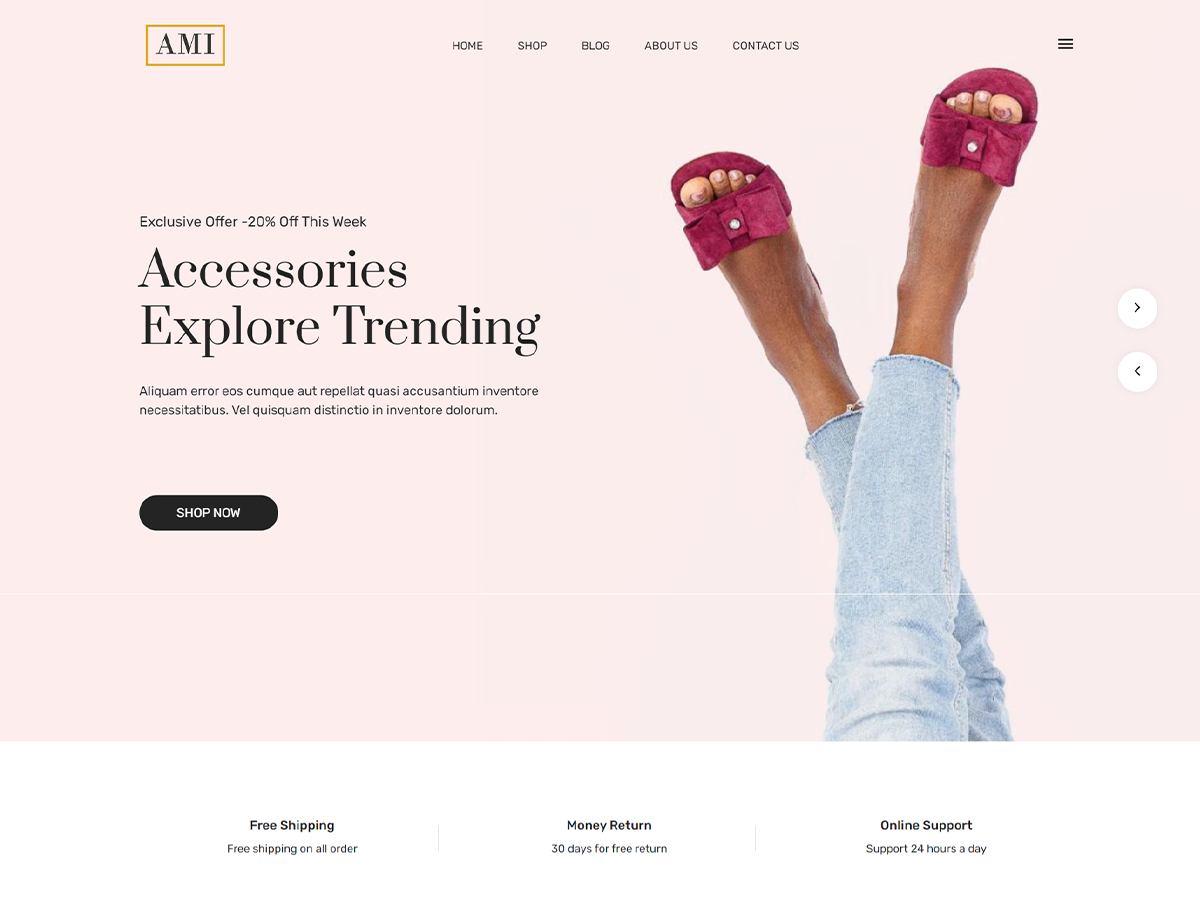 AMI
HOME SHOP BLOG ABOUT US CONTACT US
Exclusive Offer -20% Off This Week
Accessories
Explore Trending
Aliquam error eos cumque aut repellat quasi accusantium inventore
necessitatibus. Vel quisquam distinctio in inventore dolorum.
SHOP NOW
Free Shipping
Free shipping on all order
Money Return
30 days for free return
Online Support
Support 24 hours a day